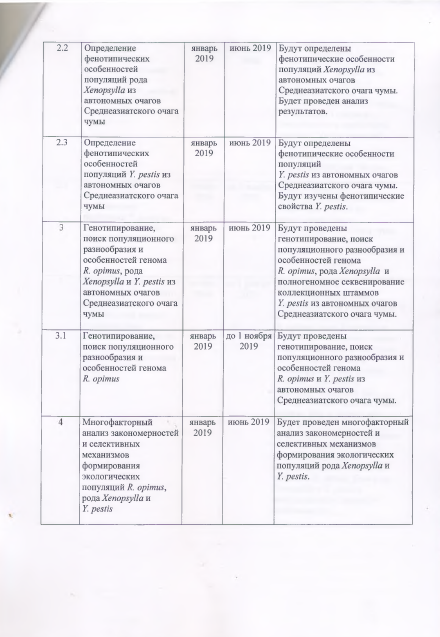 2.2
Определение
фенотипических
особенностей
популяций рода
Xenopsylla из
автономных очагов
Среднеазиатского очага
чумы
январь
2019
июнь 2019
Будут определены
фенотипические особенности
популяций Xenopsylla из
автономных очагов
Среднеазиатского очага чумы.
Будет проведен анализ
результатов.
2.3
Определение
фенотипических
особенностей
популяций Y. pestis из
автономных очагов
Среднеазиатского очага
чумы
январь
2019
июнь 2019
Будут определены
фенотипические особенности
популяций
Y. pestis из автономных очагов
Среднеазиатского очага чумы.
Будут изучены фенотипические
свойства Y. pestis.
3
Генотипирование,
поиск популяционного
разнообразия и
особенностей генома
R. opimus, рода
Xenopsylla и Y. pestis из
автономных очагов
Среднеазиатского очага
чумы
январь
2019
июнь 2019
Будут проведены
генотипирование, поиск
популяционного разнообразия и
особенностей генома
R. opimus, рода Xenopsylla и
полногеномное секвенирование
коллекционных штаммов
Y. pestis из автономных очагов
Среднеазиатского очага чумы.
3.1
Генотипирование,
поиск популяционного
разнообразия и
особенностей генома
R. opimus
январь
2019
до 1 ноября
2019
Будут проведены
генотипирование, поиск
популяционного разнообразия и
особенностей генома
R. opimus и Y. pestis из
автономных очагов
Среднеазиатского очага чумы.
4
Многофакторный
анализ закономерностей
и селективных
механизмов
формирования
экологических
популяций R. opimus,
рода Xenopsylla и
Y. pestis
январь
2019
июнь 2019
Будет проведен многофакторный
анализ закономерностей и
селективных механизмов
формирования экологических
популяций рода Xenopsylla и
Y. pestis.